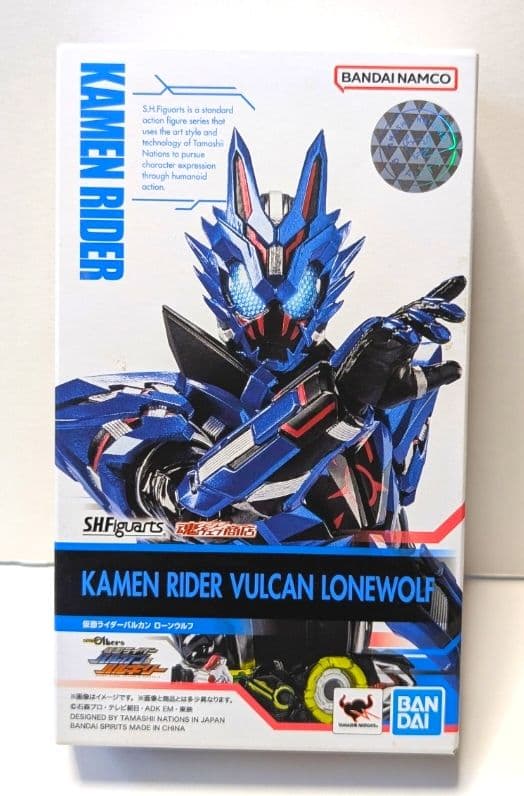 KAMEN RIDER
S.H.Figuarts is a standard
action figure series that
uses the art style and
technology of Tamashii
Nations to pursue
character expression
through humanoid
action.
BANDAI NAMCO
S.H.Figuarts
魂ウェブ商店
KAMEN RIDER VULCAN LONEWOLF
仮面ライダーバルカン ローンウルフ
Others
※画像はイメージです。 ※画像と商品とは多少異なります。
©石森プロ・テレビ朝日・ADK EM・東映
DESIGNED BY TAMASHII NATIONS IN JAPAN
BANDAI SPIRITS MADE IN CHINA
TAMASHII NATIONS
BAN
DAI